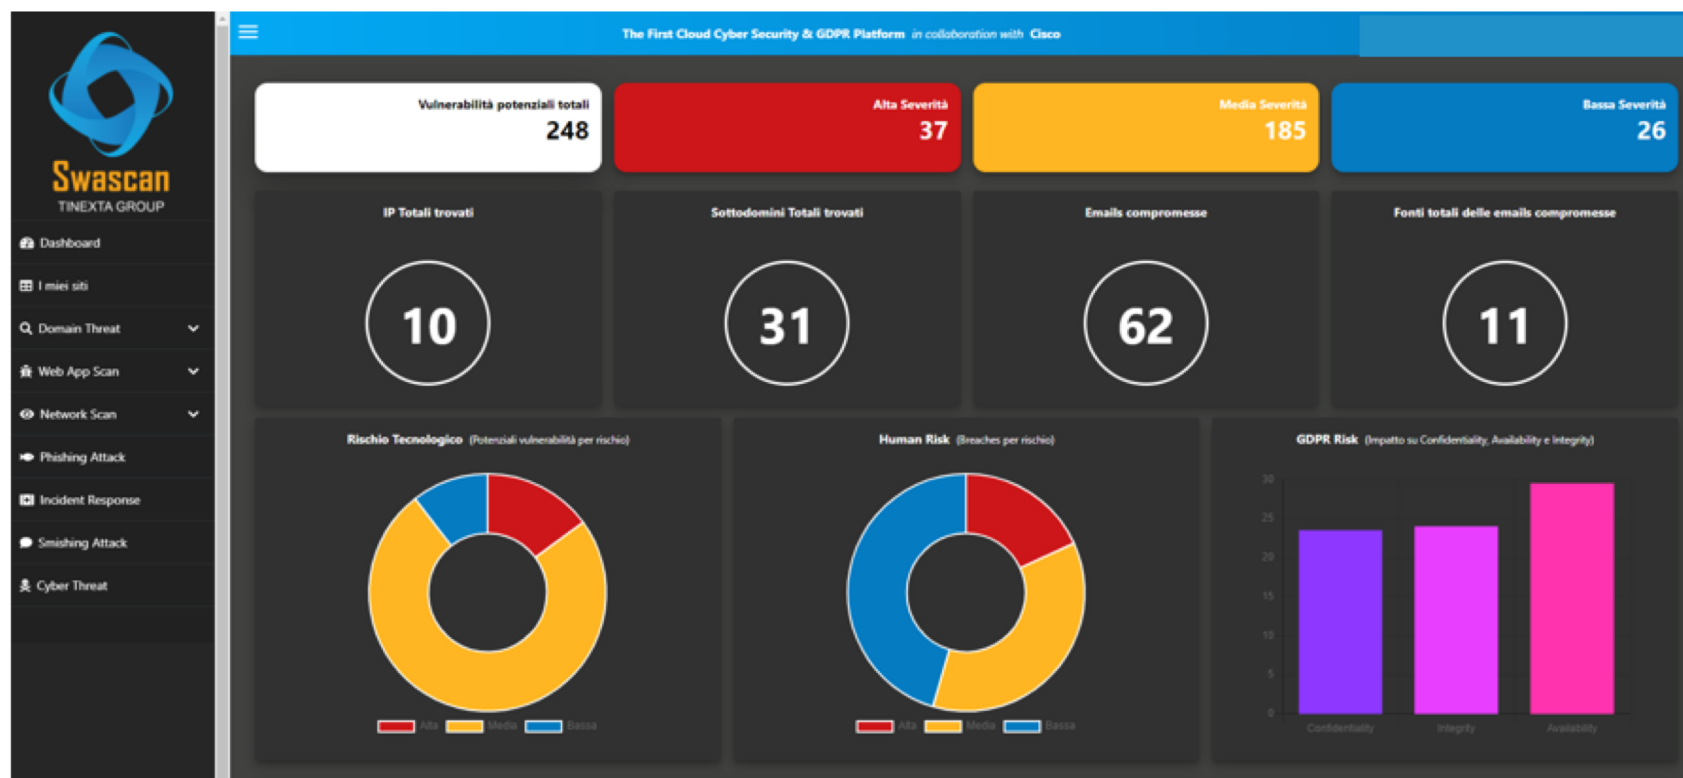 Swascan
TINEXTA GROUP
Dashboard
I miei siti
Domain Threat
Web App Scan
Network Scan
Phishing Attack
Incident Response
Smishing Attack
Cyber Threat
The First Cloud Cyber Security & GDPR Platform in collaboration with Cisco
Vulnerabilità potenziali totali
248
Alta Severità
37
Media Severità
185
Bassa Severità
26
IP Totali trovati
10
Sottodomini Totali trovati
31
Emails compromesse
62
Fonti totali delle emails compromesse
11
Rischio Tecnologico (Potenziali vulnerabilità per rischio)
Alta Media Bassa
Human Risk (Breaches per rischio)
Alta Media Bassa
GDPR Risk (Impatto su Confidentiality, Availability e Integrity)
30
25
20
15
10
5
0
Confidentiality Integrity Availability